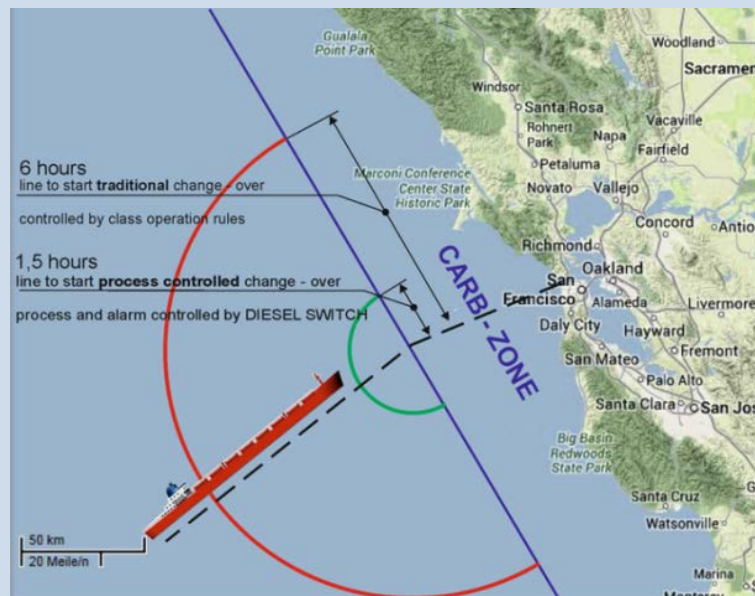 Gualala
Point Park
Woodland
Sacramen
Windsor
Santa Rosa
Rohnert
Park
Napa
Vacaville
Fairfield
6 hours
line to start traditional change - over
controlled by class operation rules
Marconi Conference
Center State
Historic Park
Petaluma
Novato
Vallejo
Concord
Antio
1,5 hours
line to start process controlled change - over
process and alarm controlled by DIESEL SWITCH
CARBI - ZONE
Richmond
San
Francisco
Oakland
Alameda
Livermore
Daly City
Hayward
San Mateo
Fremont
Palo Alto
Santa Clara
San Jos
Big Basin
Redwoods
State Park
Santa Cruz
Watsonville
50 km
20 Meile/n
Marina